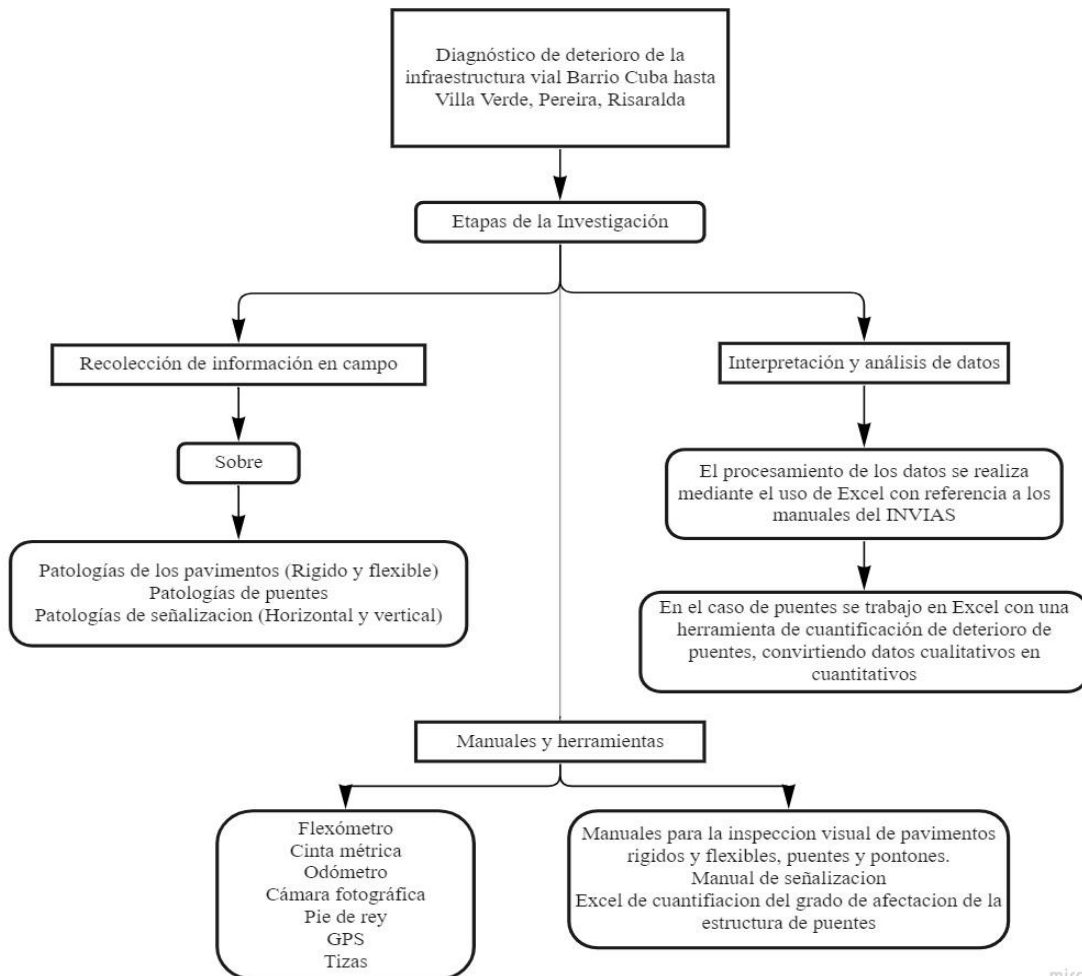 Diagnóstico de deterioro de la
infraestructura vial Barrio Cuba hasta
Villa Verde, Pereira, Risaralda
Etapas de la Investigación
Recolección de información en campo
Interpretación y análisis de datos
Sobre
El procesamiento de los datos se realiza
mediante el uso de Excel con referencia a los
manuales del INVIAS
Patologías de los pavimentos (Rigido y flexible)
Patologías de puentes
Patologías de señalizacion (Horizontal y vertical)
En el caso de puentes se trabajo en Excel con una
herramienta de cuantificación de deterioro de
puentes, convirtiendo datos cualitativos en
cuantitativos
Manuales y herramientas
Flexómetro
Cinta métrica
Odómetro
Cámara fotográfica
Pie de rey
GPS
Tizas
Manuales para la inspeccion visual de pavimentos
rigidos y flexibles, puentes y pontones.
Manual de señalizacion
Excel de cuantifiacion del grado de afectacion de la
estructura de puentes